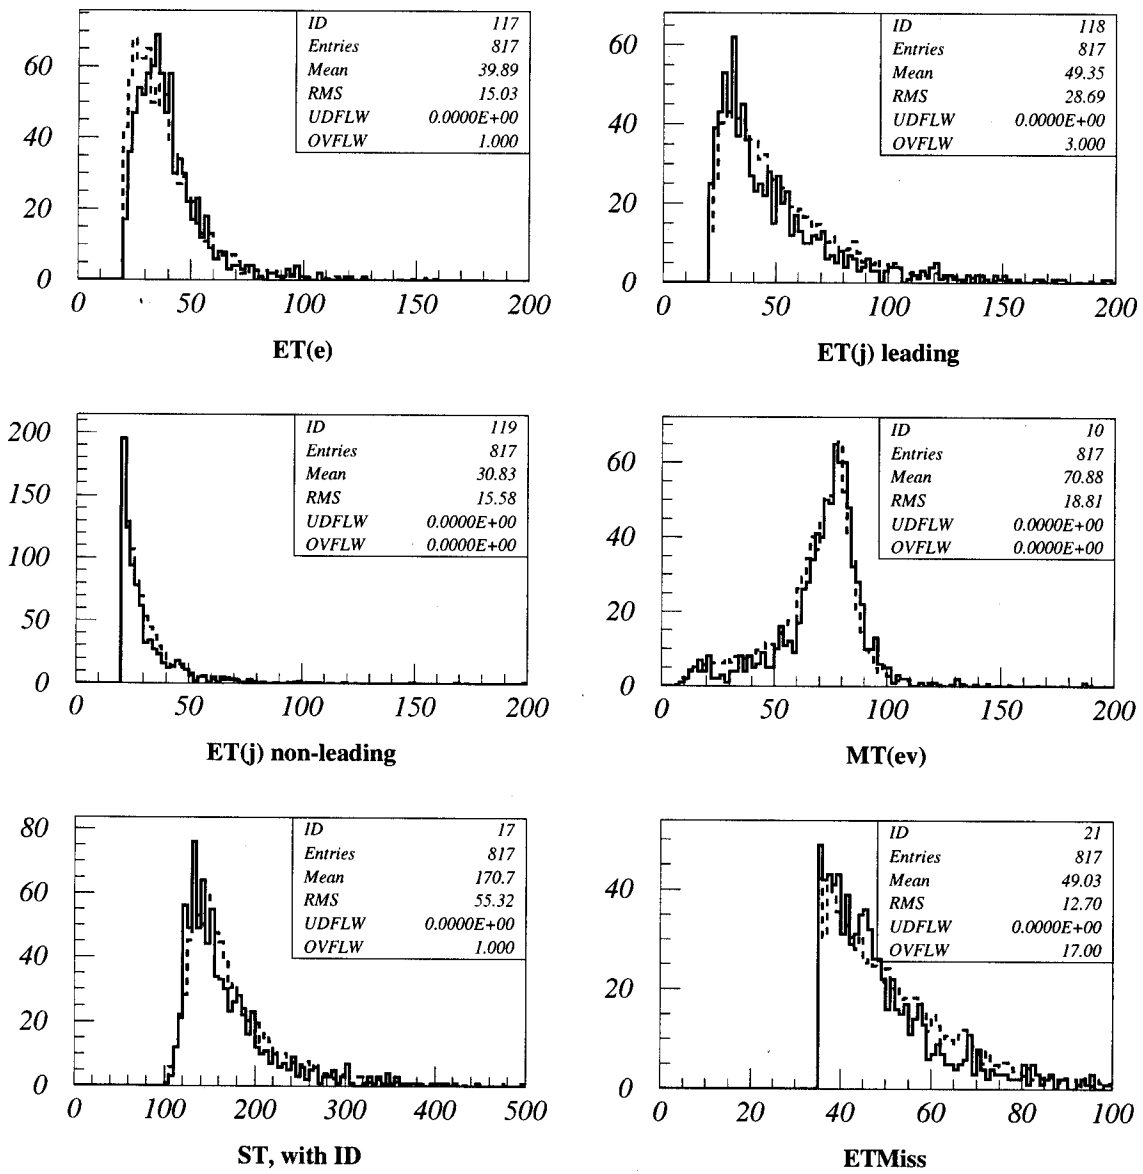 ID 117
Entries 817
Mean 39.89
RMS 15.03
UDFLW 0.0000E+00
OVFLW 1.000
60
40
20
0
0 50 100 150 200
ET(e)
ID 118
Entries 817
Mean 49.35
RMS 28.69
UDFLW 0.0000E+00
OVFLW 3.000
60
40
20
0
0 50 100 150 200
ET(j) leading
ID 119
Entries 817
Mean 30.83
RMS 15.58
UDFLW 0.0000E+00
OVFLW 0.0000E+00
200
150
100
50
0
0 50 100 150 200
ET(j) non-leading
ID 10
Entries 817
Mean 70.88
RMS 18.81
UDFLW 0.0000E+00
OVFLW 0.0000E+00
60
40
20
0
0 50 100 150 200
MT(ev)
ID 17
Entries 817
Mean 170.7
RMS 55.32
UDFLW 0.0000E+00
OVFLW 1.000
80
60
40
20
0
0 100 200 300 400 500
ST, with ID
ID 21
Entries 817
Mean 49.03
RMS 12.70
UDFLW 0.0000E+00
OVFLW 17.00
40
20
0
0 20 40 60 80 100
ETMiss